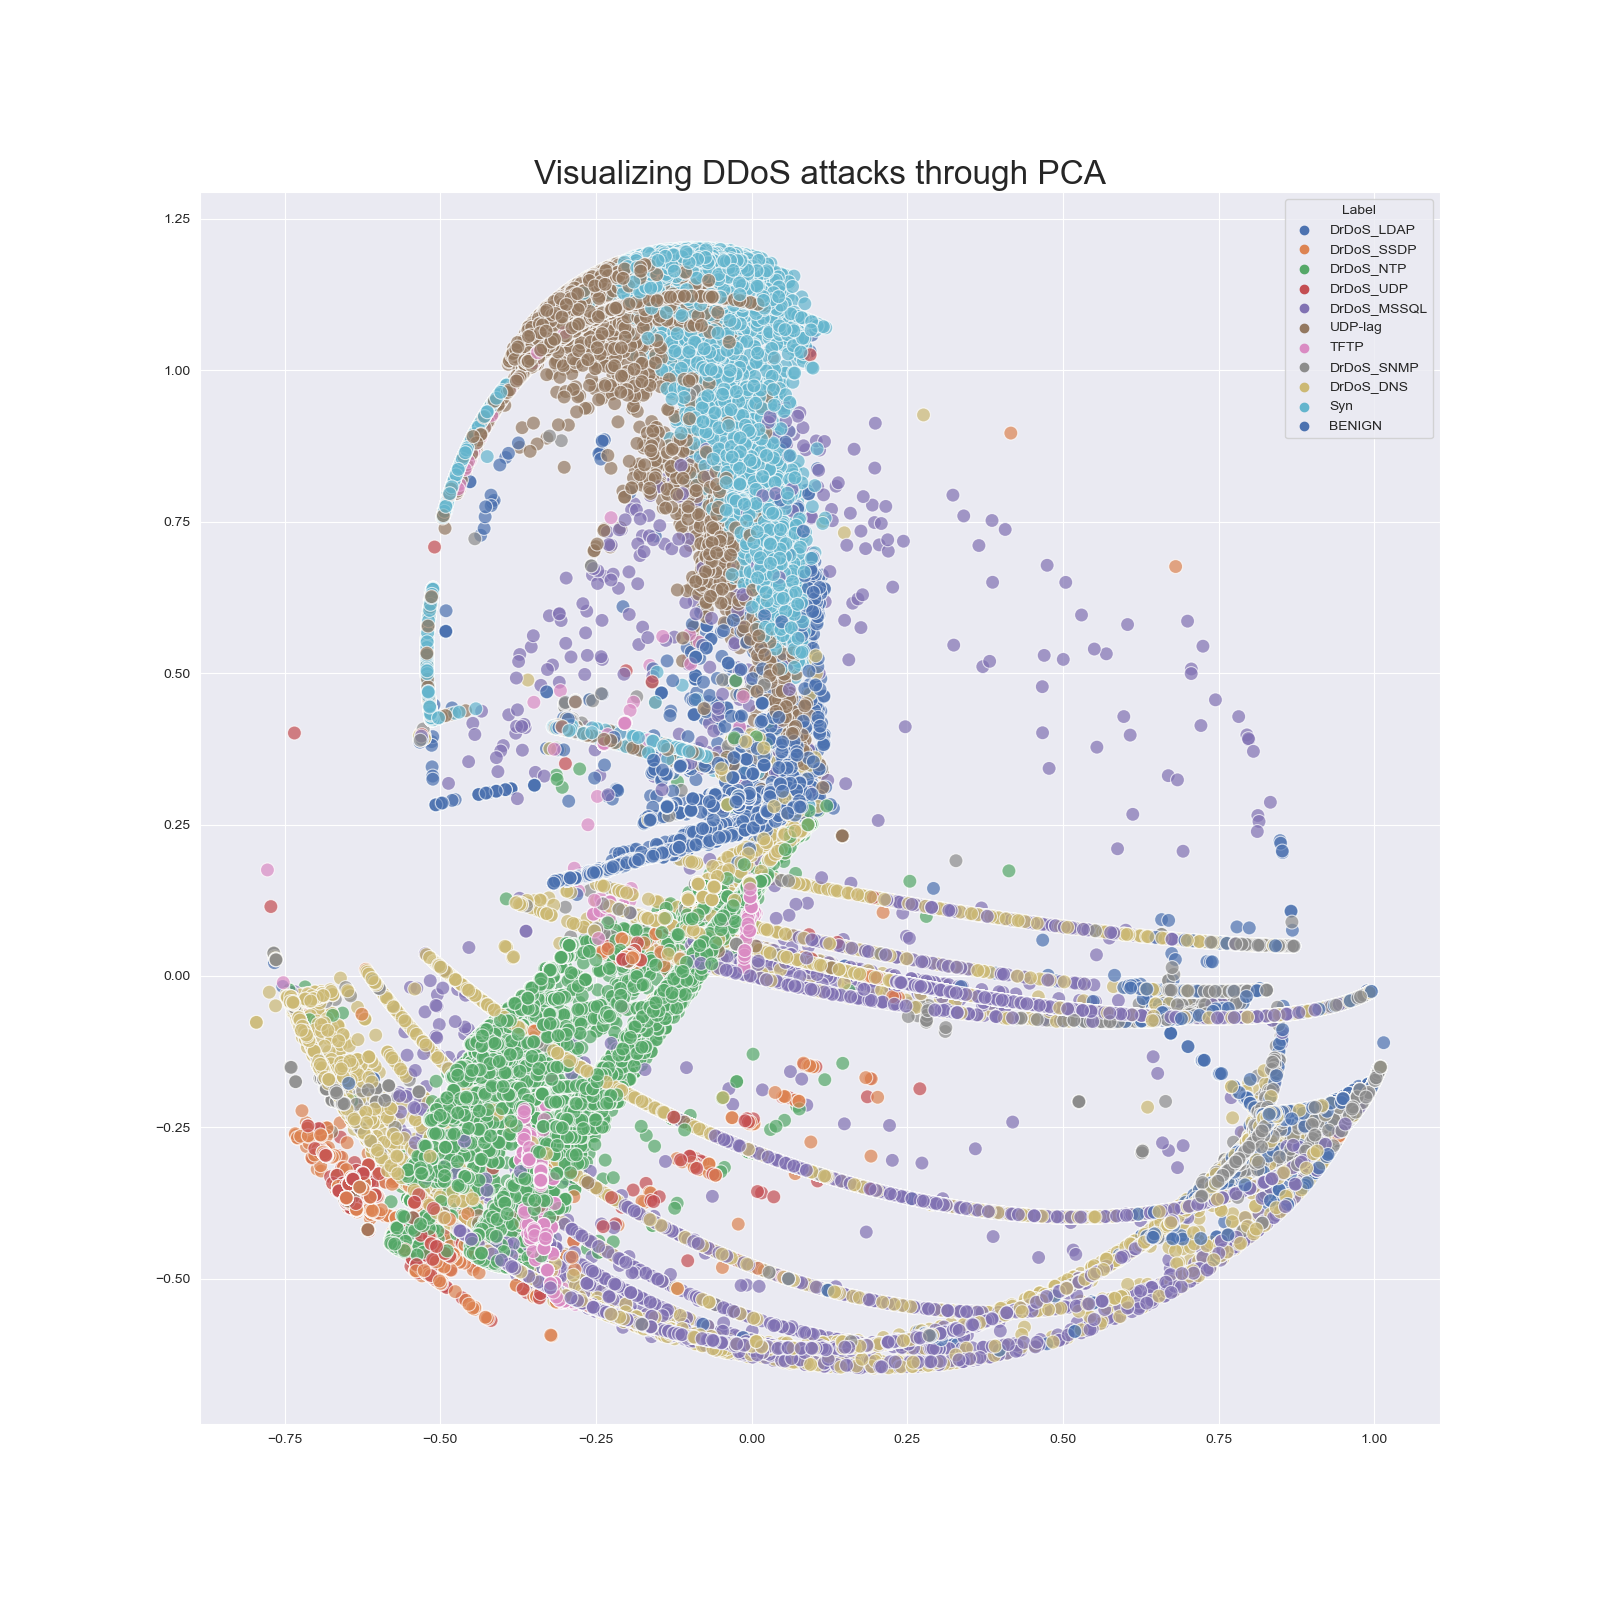 Visualizing DDoS attacks through PCA
1.25
1.00
0.75
0.50
0.25
0.00
−0.25
−0.50
−0.75
−0.50
−0.25
0.00
0.25
0.50
0.75
1.00
Label
DrDoS_LDAP
DrDoS_SSDP
DrDoS_NTP
DrDoS_UDP
DrDoS_MSSQL
UDP-lag
TFTP
DrDoS_SNMP
DrDoS_DNS
Syn
BENIGN